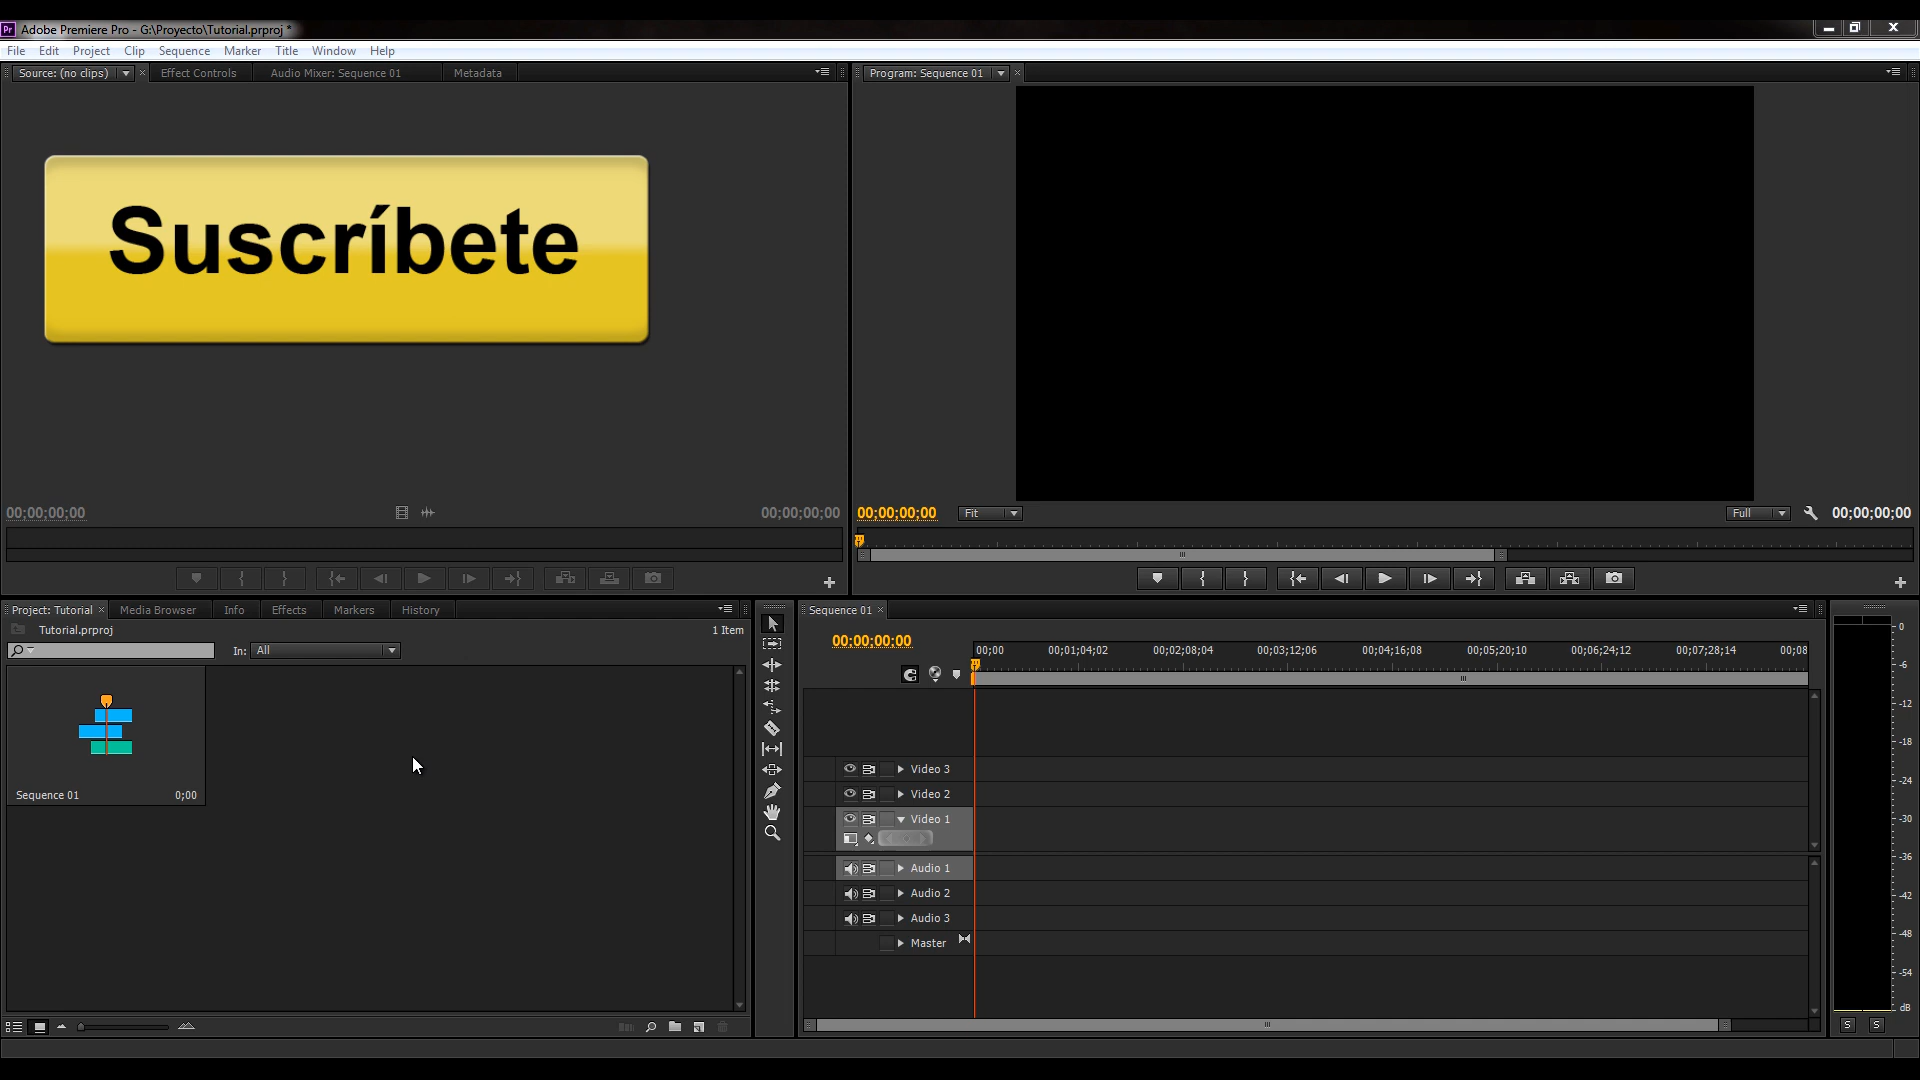 Pr Adobe Premiere Pro - G:\Proyecto\Tutorial.prproj *
File Edit Project Clip Sequence Marker Title Window Help
Source: (no clips) Effect Controls Audio Mixer: Sequence 01 Metadata
Program: Sequence 01
Suscríbete
00;00;00;00 00;00;00;00
00;00;00;00 Fit Full 00;00;00;00
Project: Tutorial Media Browser Info Effects Markers History
Tutorial.prproj 1 Item
In: All
Sequence 01 0;00
Sequence 01
00;00;00;00
00;00 00;01;04;02 00;02;08;04 00;03;12;06 00;04;16;08 00;05;20;10 00;06;24;12 00;07;28;14 00;08
Video 3
Video 2
Video 1
Audio 1
Audio 2
Audio 3
Master
0
-6
-12
-18
-24
-30
-36
-42
-48
-54
dB
S S